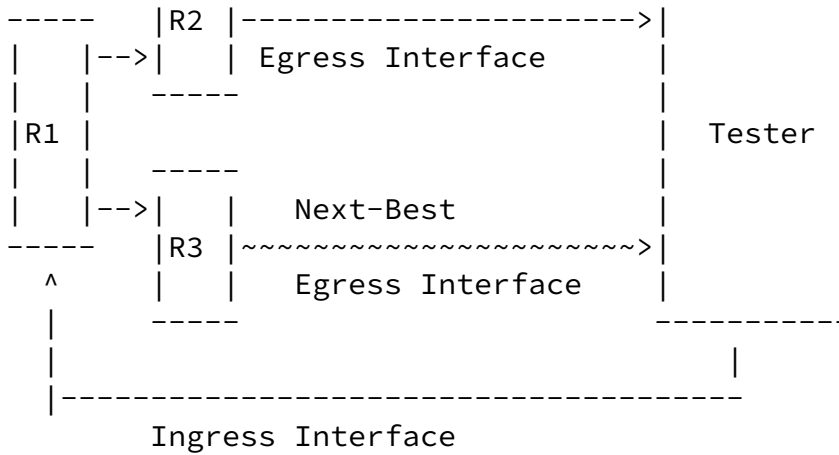 -----     |R2 |---------------------->|
|   |-->|   | Egress Interface      |
|   |   -----                       |
|R1 |                               |  Tester
|   |   -----                       |
|   |-->|   |   Next-Best           |
-----   |R3 |~~~~~~~~~~~~~~~~~~~~~~>|
  ^     |   |   Egress Interface    |
  |     -----                       -----------
  |                                     |
  |--------------------------------------
        Ingress Interface